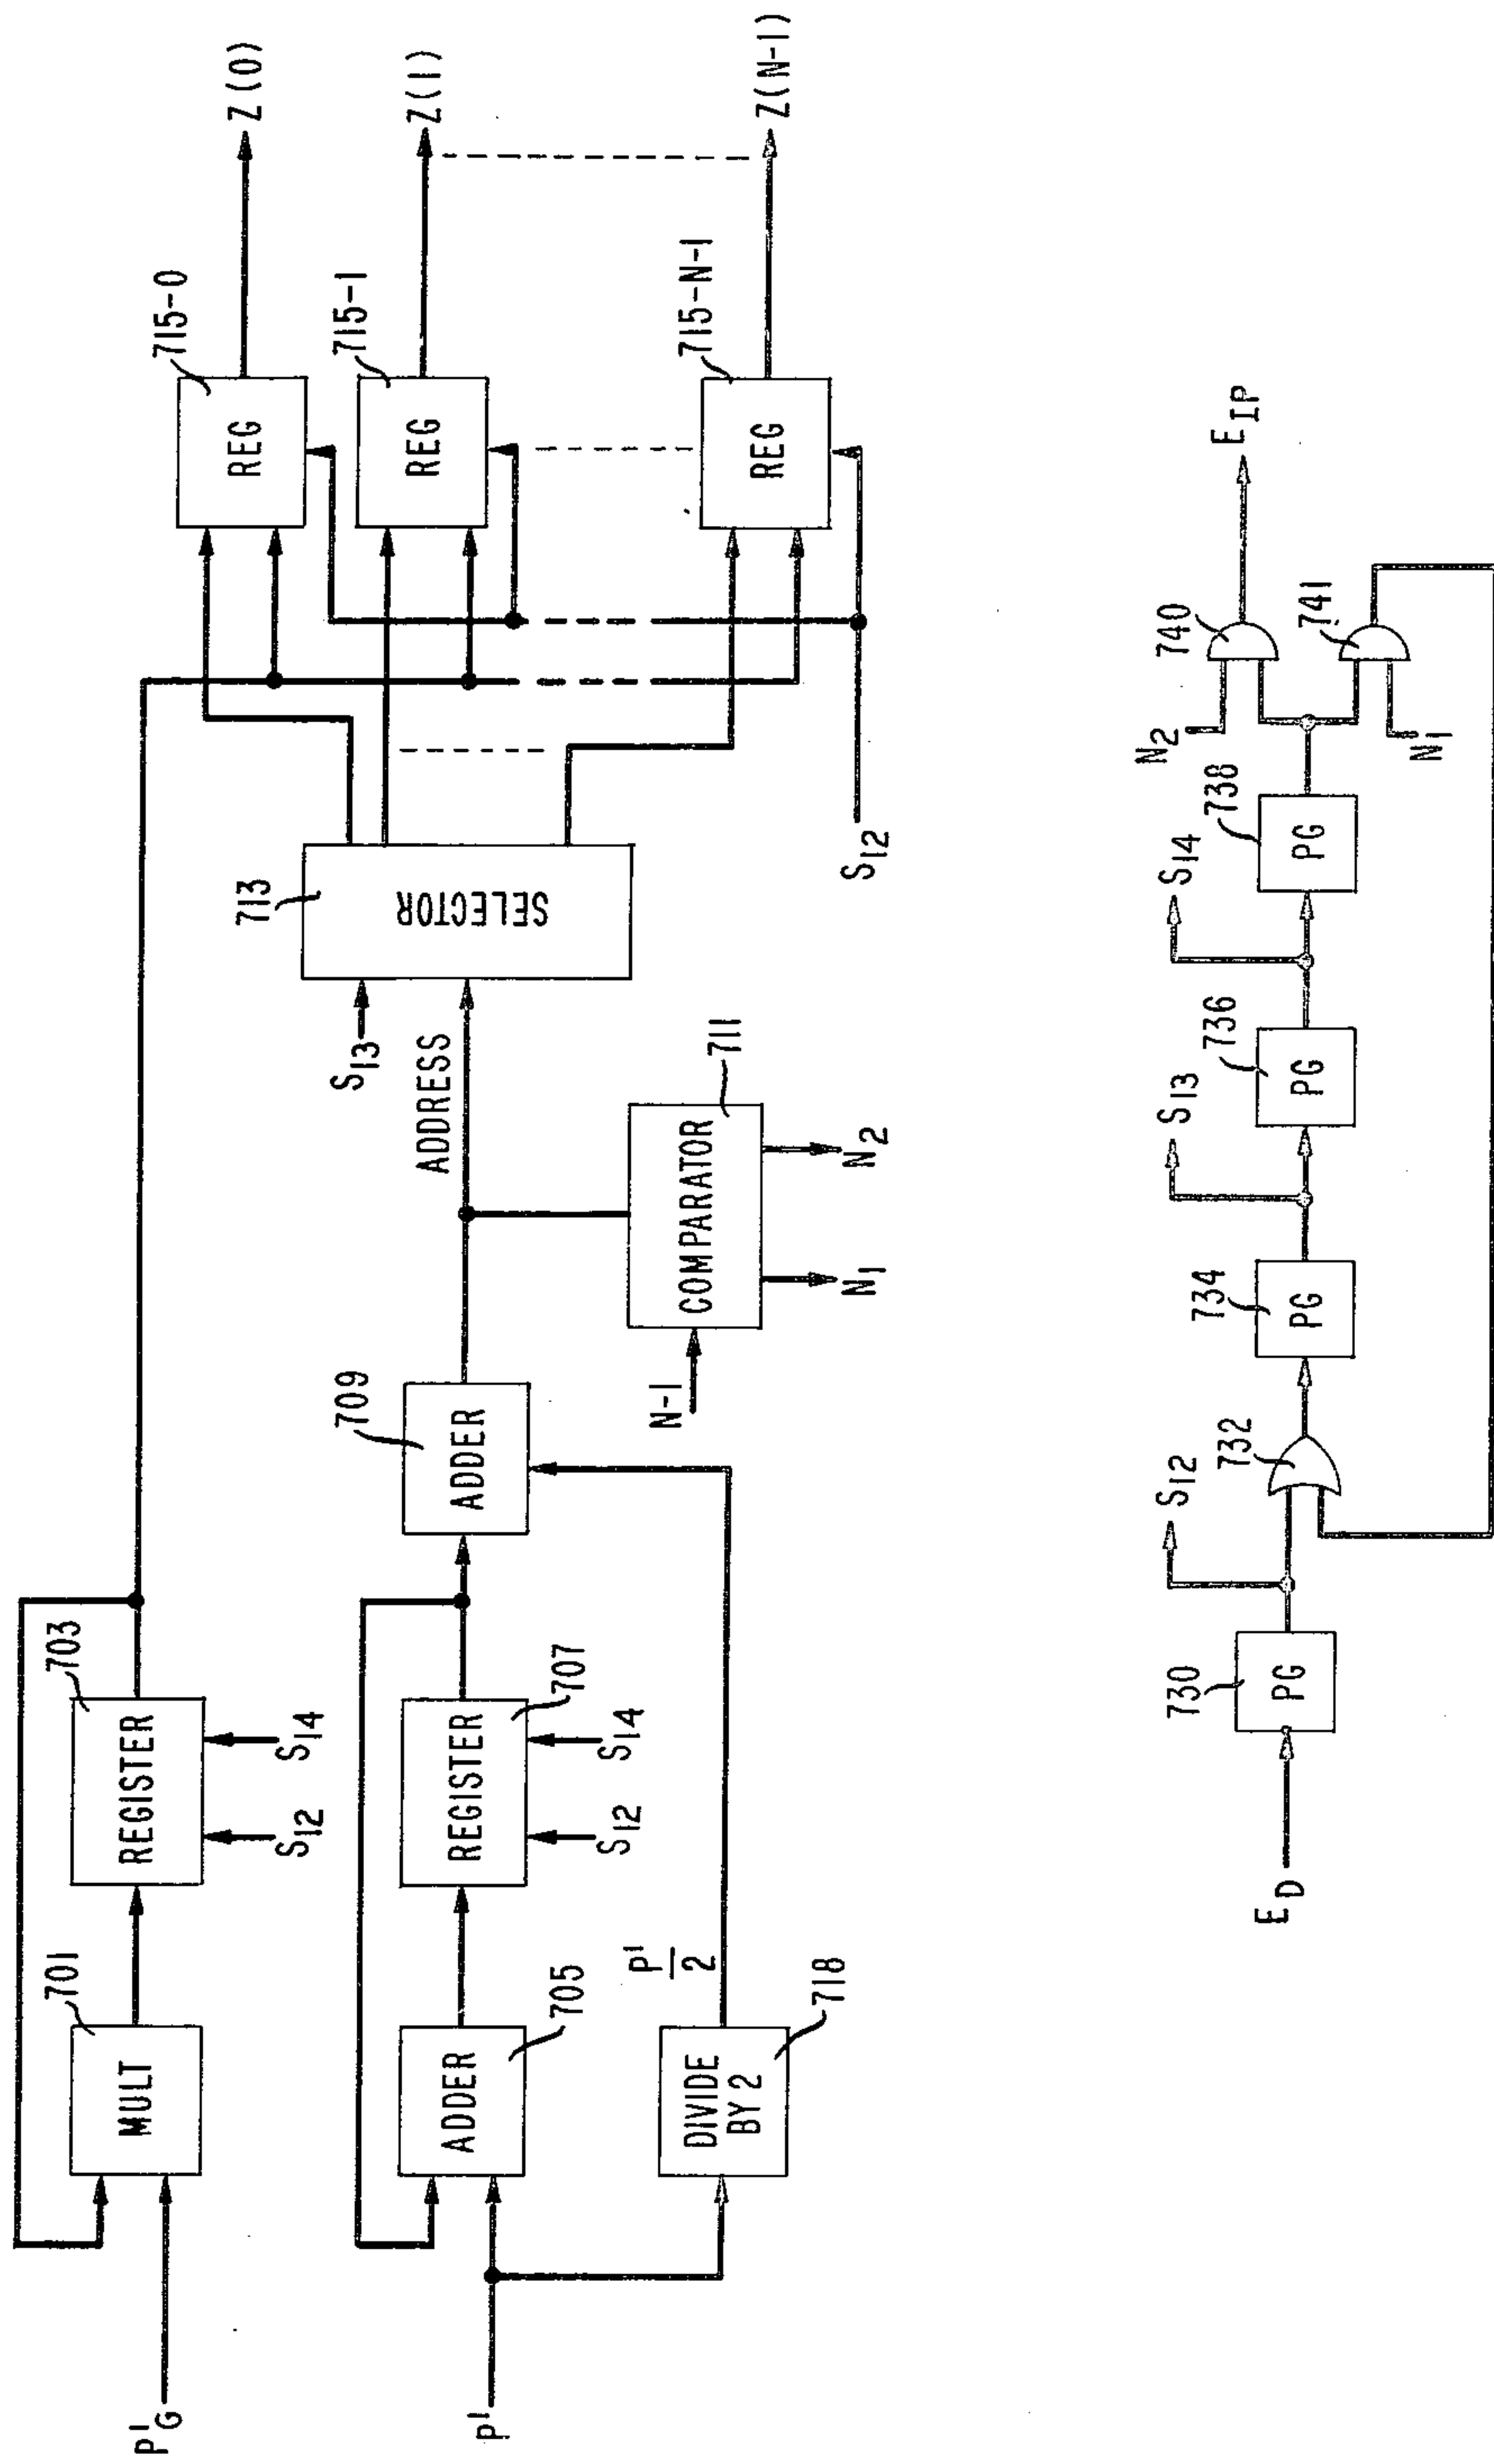 P'G
701
MULT
703
REGISTER
S12
S14
715-0
REG
Z(0)
715-1
REG
Z(1)
715-N-1
REG
Z(N-1)
P'
705
ADDER
707
REGISTER
S12
S14
709
ADDER
ADDRESS
S13
713
SELECTOR
S12
718
DIVIDE
BY 2
P'
2
N-1
711
COMPARATOR
N1
N2
ED
730
PG
S12
732
734
PG
S13
736
PG
S14
738
PG
N2
740
EIP
741
N1